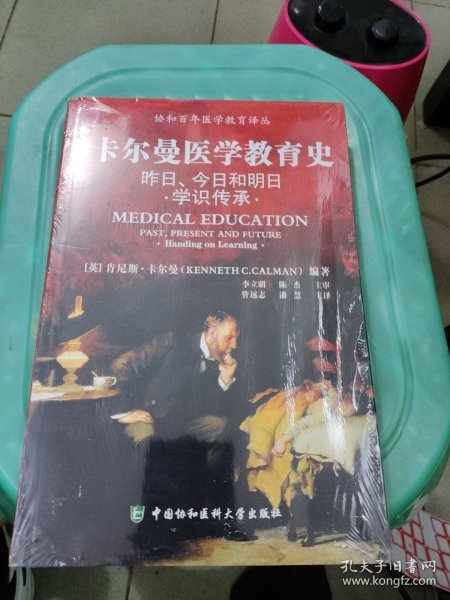 协和百年医学教育译丛
卡尔曼医学教育史
昨日、今日和明日
·学识传承·
MEDICAL EDUCATION
PAST, PRESENT AND FUTURE
· Handing on Learning ·
[英] 肯尼斯·卡尔曼（KENNETH C.CALMAN） 编著
李立明 陈杰 主审
管远志 潘慧 主译
中国协和医科大学出版社
孔夫子旧书网
www.kongfz.com